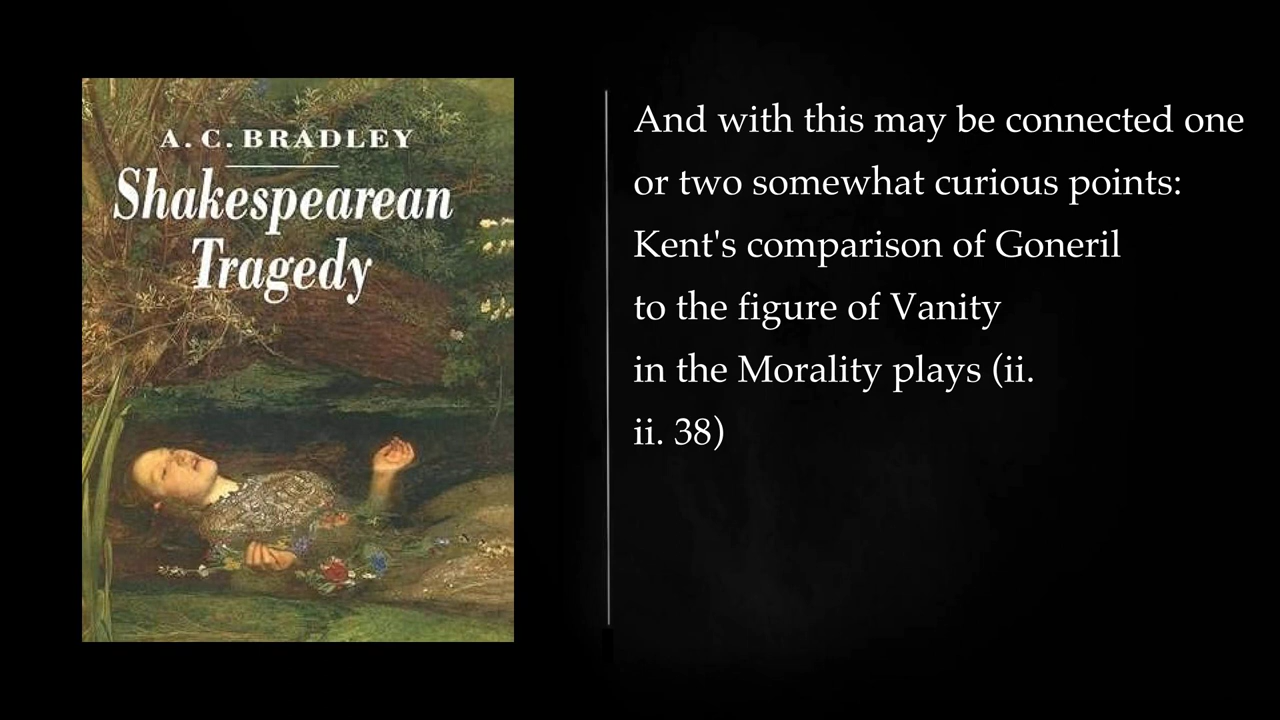 A. C. BRADLEY
Shakespearean
Tragedy
And with this may be connected one
or two somewhat curious points:
Kent's comparison of Goneril
to the figure of Vanity
in the Morality plays (ii.
ii. 38)